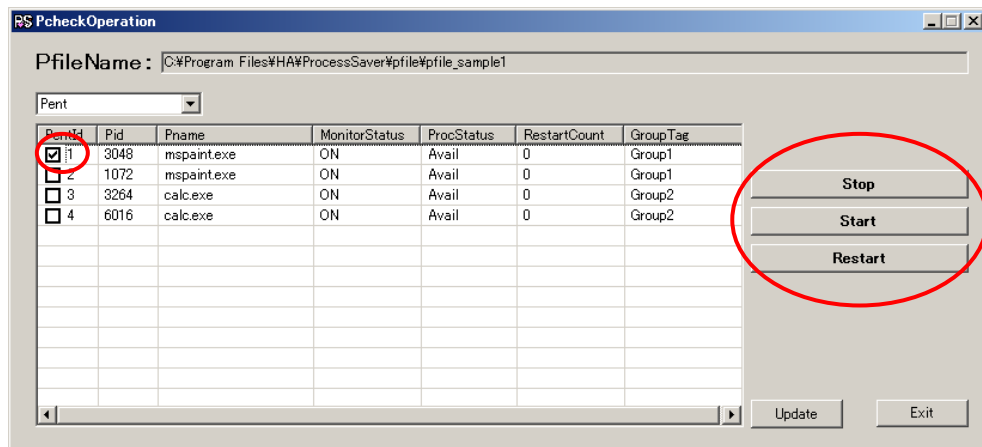 PS PcheckOperation
PfileName : C:¥Program Files¥HA¥ProcessSaver¥pfile¥pfile_sample1
Pent
PentId Pid Pname MonitorStatus ProcStatus RestartCount GroupTag
1 3048 mspaint.exe ON Avail 0 Group1
2 1072 mspaint.exe ON Avail 0 Group1
3 3264 calc.exe ON Avail 0 Group2
4 6016 calc.exe ON Avail 0 Group2
Stop
Start
Restart
Update Exit